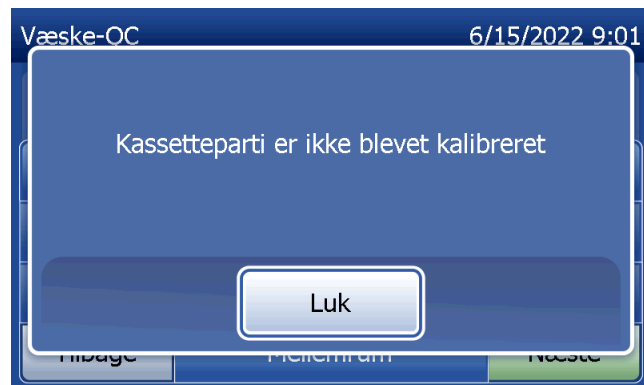 Væske-QC 6/15/2022 9:01
Kassetteparti er ikke blevet kalibreret
Luk
Tilbage Mellemrum Næste